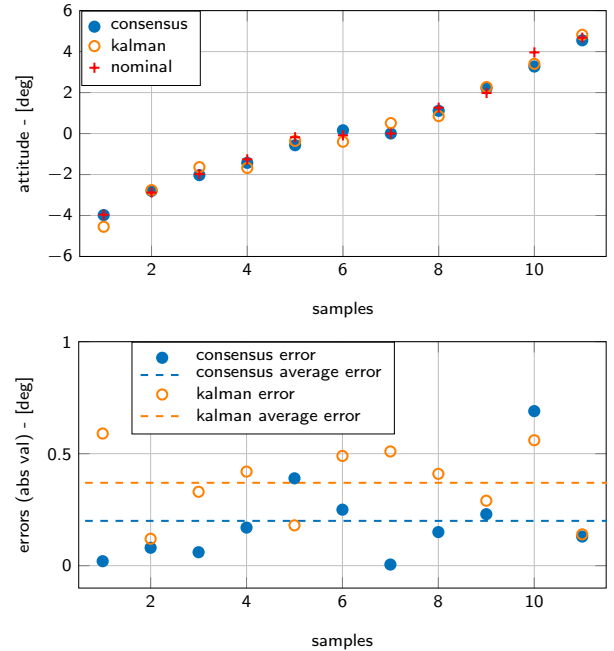 6
4
2
0
−2
−4
−6
attitude - [deg]
consensus
kalman
nominal
2
4
6
8
10
samples
1
0.5
0
errors (abs val) - [deg]
consensus error
consensus average error
kalman error
kalman average error
2
4
6
8
10
samples